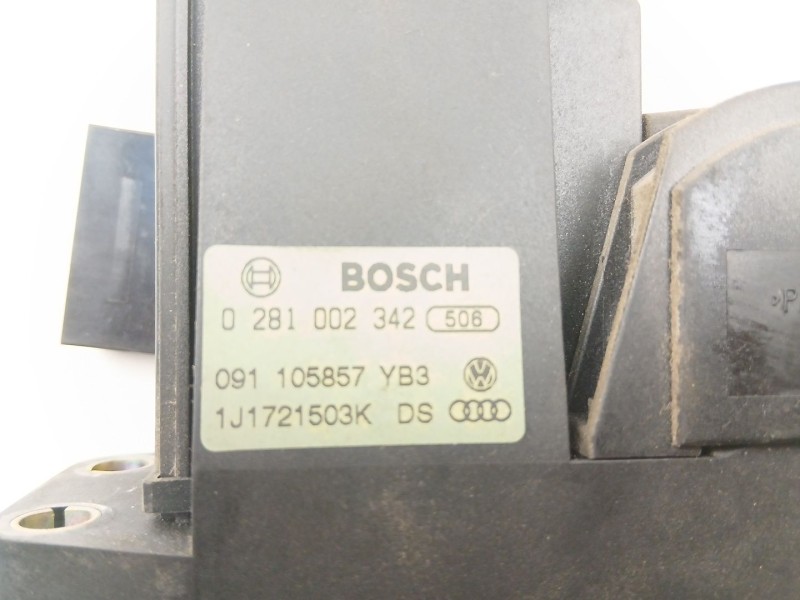 BOSCH
0 281 002 342 506
091 105857 YB3
1J1721503K DS
P